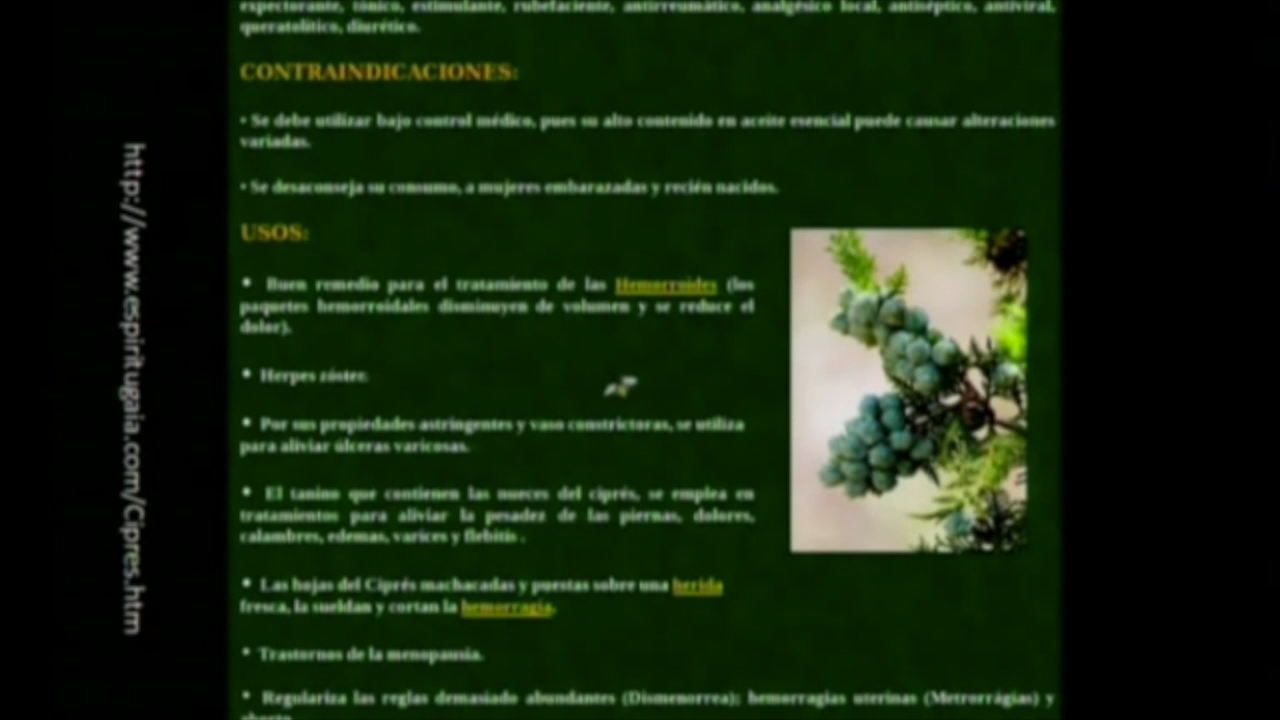 espectorante, tónico, estimulante, rubefaciente, antirreumático, analgésico local, antiséptico, antiviral,
queratolítico, diurético.
CONTRAINDICACIONES:
• Se debe utilizar bajo control médico, pues su alto contenido en aceite esencial puede causar alteraciones
variadas.
• Se desaconseja su consumo, a mujeres embarazadas y recién nacidos.
USOS:
• Buen remedio para el tratamiento de las Hemorroides (los
paquetes hemorroidales disminuyen de volumen y se reduce el
dolor).
• Herpes zóster.
• Por sus propiedades astringentes y vaso constrictoras, se utiliza
para aliviar úlceras varicosas.
• El tanino que contienen las nueces del ciprés, se emplea en
tratamientos para aliviar la pesadez de las piernas, dolores,
calambres, edemas, varices y flebitis .
• Las hojas del Ciprés machacadas y puestas sobre una herida
fresca, la sueldan y cortan la hemorragia.
• Trastornos de la menopausia.
• Regulariza las reglas demasiado abundantes (Dismenorrea); hemorragias uterinas (Metrorrágias) y
http://www.espiritugaia.com/Cipres.htm